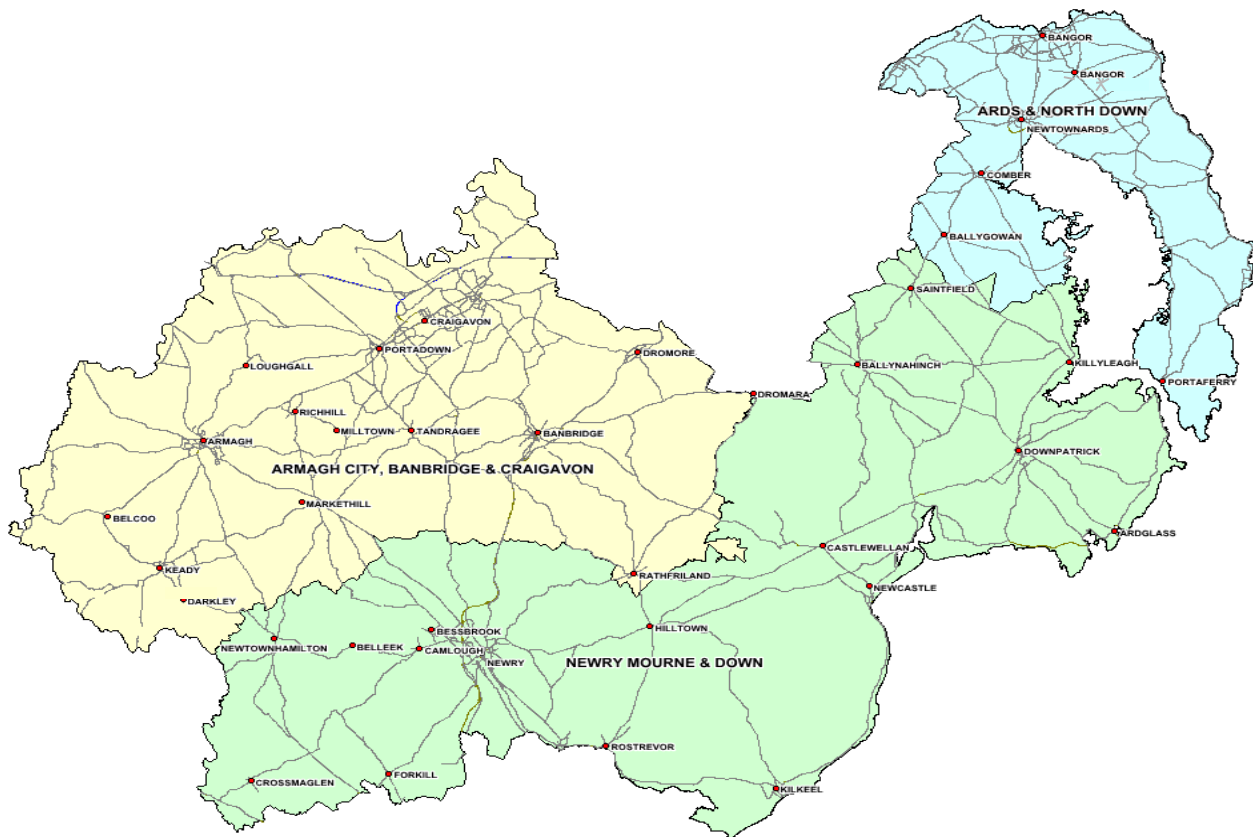 BANGOR
BANGOR
ARDS & NORTH DOWN
NEWTOWNARDS
COMBER
BALLYGOWAN
SAINTFIELD
CRAIGAVON
PORTADOWN
DROMORE
LOUGHGALL
BALLYNAHINCH
KILLYLEAGH
PORTAFERRY
DROMARA
RICHHILL
MILLTOWN
TANDRAGEE
BANBRIDGE
ARMAGH
DOWNPATRICK
ARMAGH CITY, BANBRIDGE & CRAIGAVON
MARKETHILL
BELCOO
ARDGLASS
CASTLEWELLAN
KEADY
RATHFRILAND
NEWCASTLE
DARKLEY
HILLTOWN
BESSBROOK
NEWTOWNHAMILTON
BELLEEK
CAMLOUGH
NEWRY
NEWRY MOURNE & DOWN
ROSTREVOR
FORKILL
CROSSMAGLEN
KILKEEL